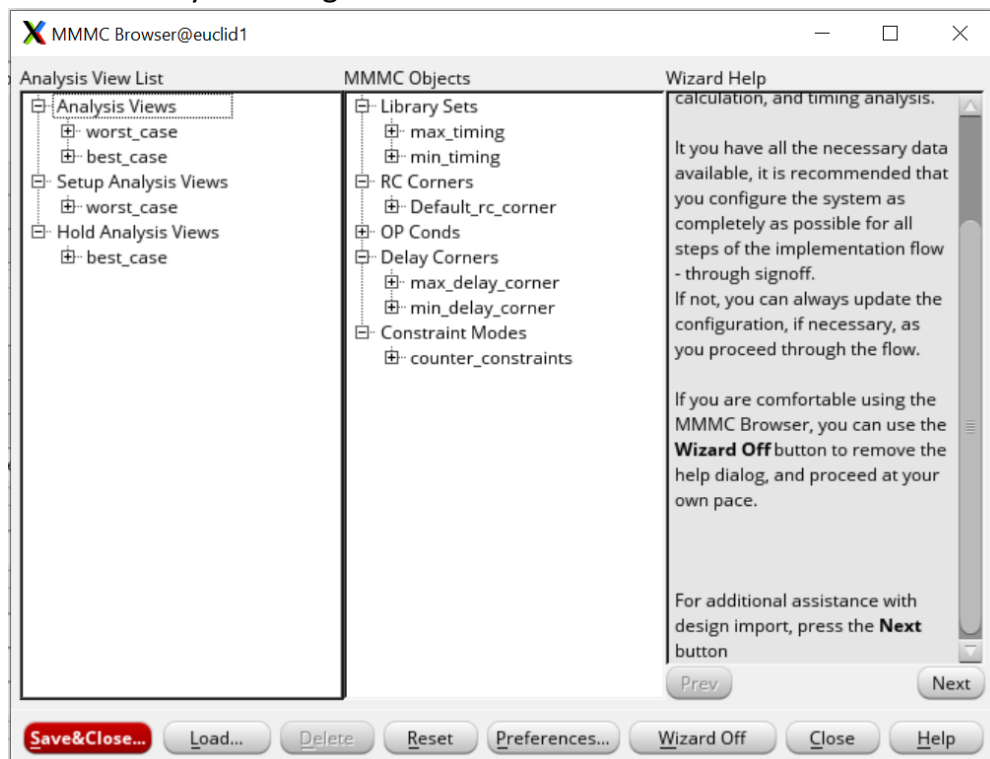 MMMC Browser@euclid1
Analysis View List
Analysis Views
worst_case
best_case
Setup Analysis Views
worst_case
Hold Analysis Views
best_case
MMMC Objects
Library Sets
max_timing
min_timing
RC Corners
Default_rc_corner
OP Conds
Delay Corners
max_delay_corner
min_delay_corner
Constraint Modes
counter_constraints
Wizard Help
calculation, and timing analysis.
It you have all the necessary data
available, it is recommended that
you configure the system as
completely as possible for all
steps of the implementation flow
- through signoff.
If not, you can always update the
configuration, if necessary, as
you proceed through the flow.
If you are comfortable using the
MMMC Browser, you can use the
Wizard Off button to remove the
help dialog, and proceed at your
own pace.
For additional assistance with
design import, press the Next
button
Prev
Next
Save&Close...
Load...
Delete
Reset
Preferences...
Wizard Off
Close
Help